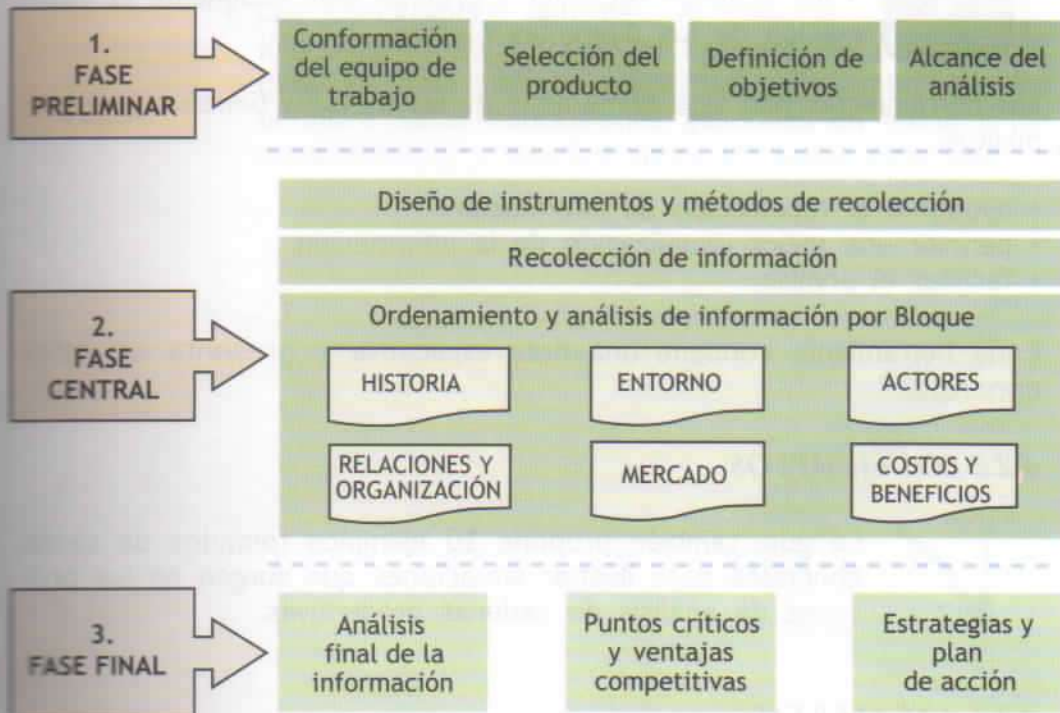 1.
FASE
PRELIMINAR
Conformación
del equipo de
trabajo
Selección del
producto
Definición de
objetivos
Alcance del
análisis
Diseño de instrumentos y métodos de recolección
Recolección de información
2.
FASE
CENTRAL
Ordenamiento y análisis de información por Bloque
HISTORIA
ENTORNO
ACTORES
RELACIONES Y
ORGANIZACIÓN
MERCADO
COSTOS Y
BENEFICIOS
3.
FASE FINAL
Análisis
final de la
información
Puntos críticos
y ventajas
competitivas
Estrategias y
plan
de acción